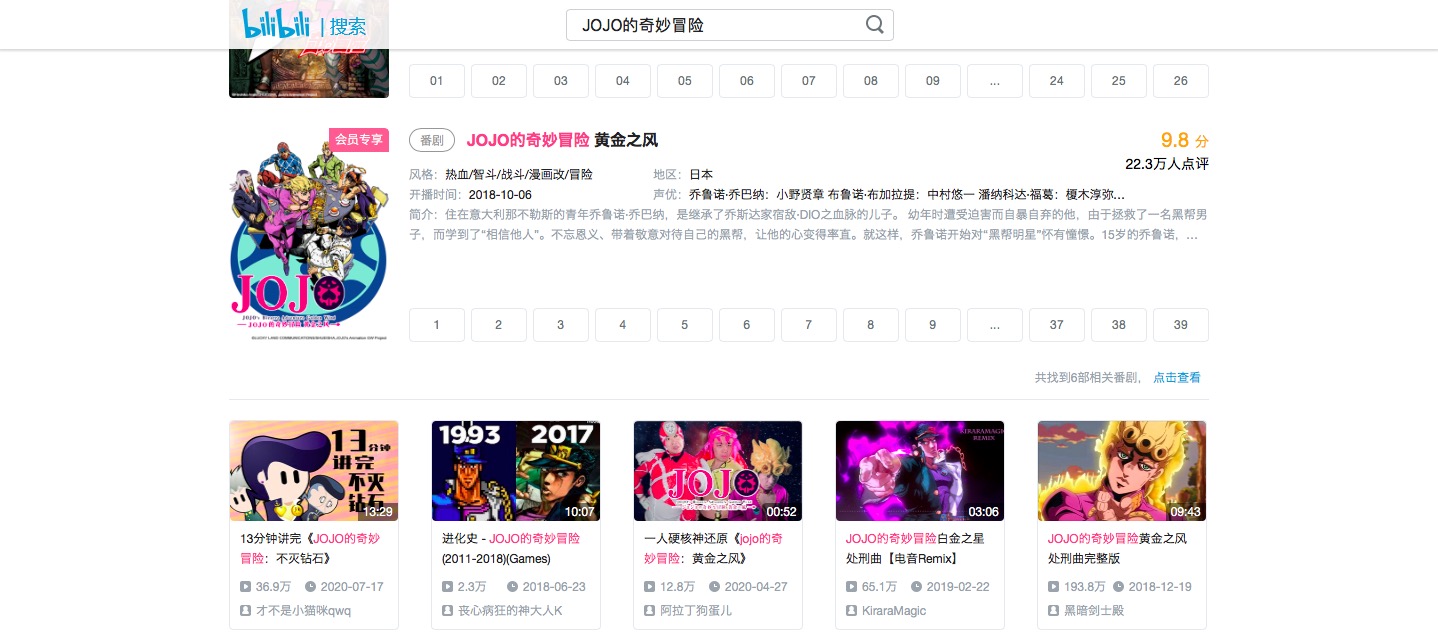 bilibili | 搜索
JOJO的奇妙冒险
01 02 03 04 05 06 07 08 09 ... 24 25 26
会员专享
番剧 JOJO的奇妙冒险 黄金之风
9.8 分
22.3万人点评
风格：热血/智斗/战斗/漫画改/冒险 地区：日本
开播时间：2018-10-06 声优：乔鲁诺·乔巴纳：小野贤章 布鲁诺·布加拉提：中村悠一 潘纳科达·福葛：榎木淳弥...
简介：住在意大利那不勒斯的青年乔鲁诺·乔巴纳，是继承了乔斯达家宿敌·DIO之血脉的儿子。 幼年时遭受迫害而自暴自弃的他，由于拯救了一名黑帮男
子，而学到了“相信他人”。不忘恩义、带着敬意对待自己的黑帮，让他的心变得率直。就这样，乔鲁诺开始对“黑帮明星”怀有憧憬。15岁的乔鲁诺，...
JOJO
JOJO的奇妙冒险 黄金之风
1 2 3 4 5 6 7 8 9 ... 37 38 39
共找到6部相关番剧， 点击查看
13分钟
讲完
不灭
钻石
13:29
13分钟讲完《JOJO的奇妙
冒险：不灭钻石》
36.9万 2020-07-17
才不是小猫咪qwq
1993 2017
10:07
进化史 - JOJO的奇妙冒险
(2011-2018)(Games)
2.3万 2018-06-23
丧心病狂的神大人K
JOJO
00:52
一人硬核神还原《jojo的奇
妙冒险：黄金之风》
12.8万 2020-04-27
阿拉丁狗蛋儿
KIRARAMAGIC
REMIX
03:06
JOJO的奇妙冒险白金之星
处刑曲【电音Remix】
65.1万 2019-02-22
KiraraMagic
09:43
JOJO的奇妙冒险黄金之风
处刑曲完整版
193.8万 2018-12-19
黑暗剑士殿